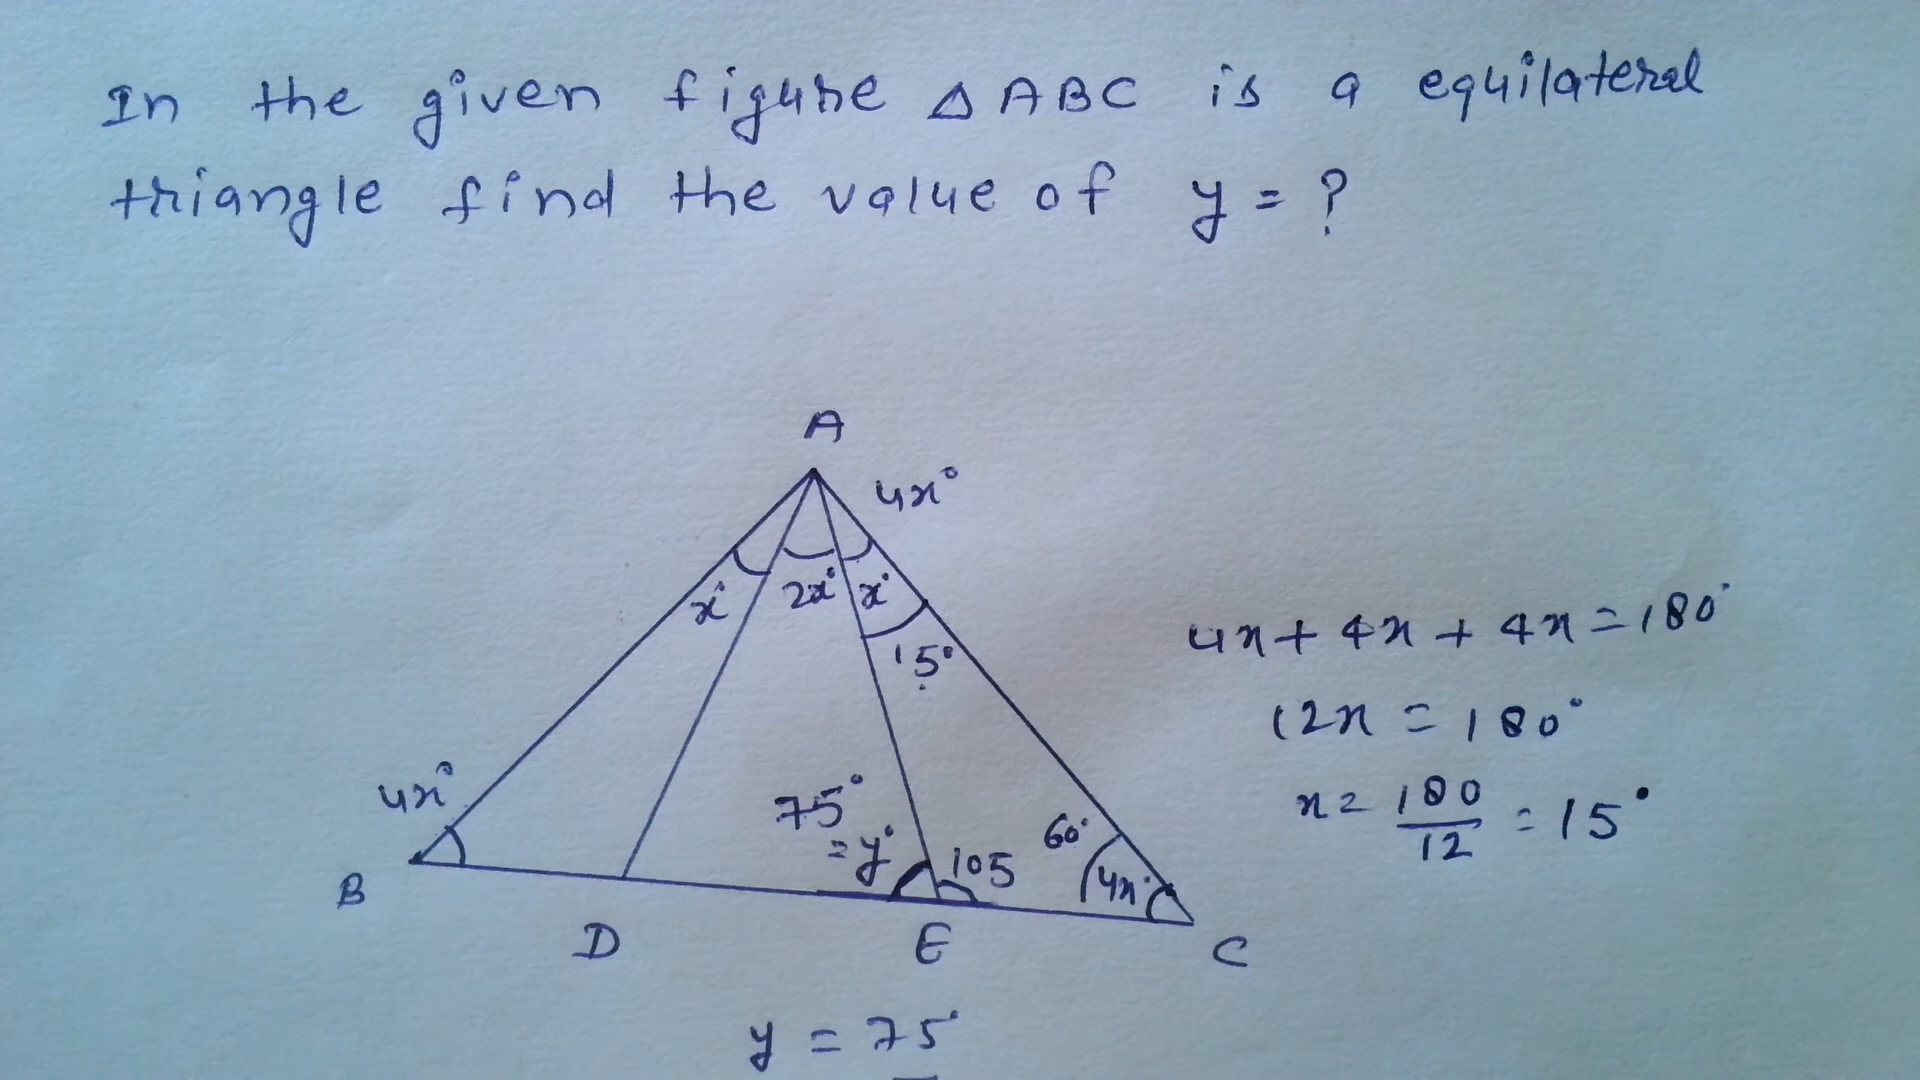 In the given figure △ABC is a equilateral
triangle find the value of y = ?
A
4x°
x°
2x°
x°
15°
4x + 4x + 4x = 180°
12x = 180°
x = 180/12 = 15°
4x°
75°
= y°
105
60°
4x°
B
D
E
C
y = 75°